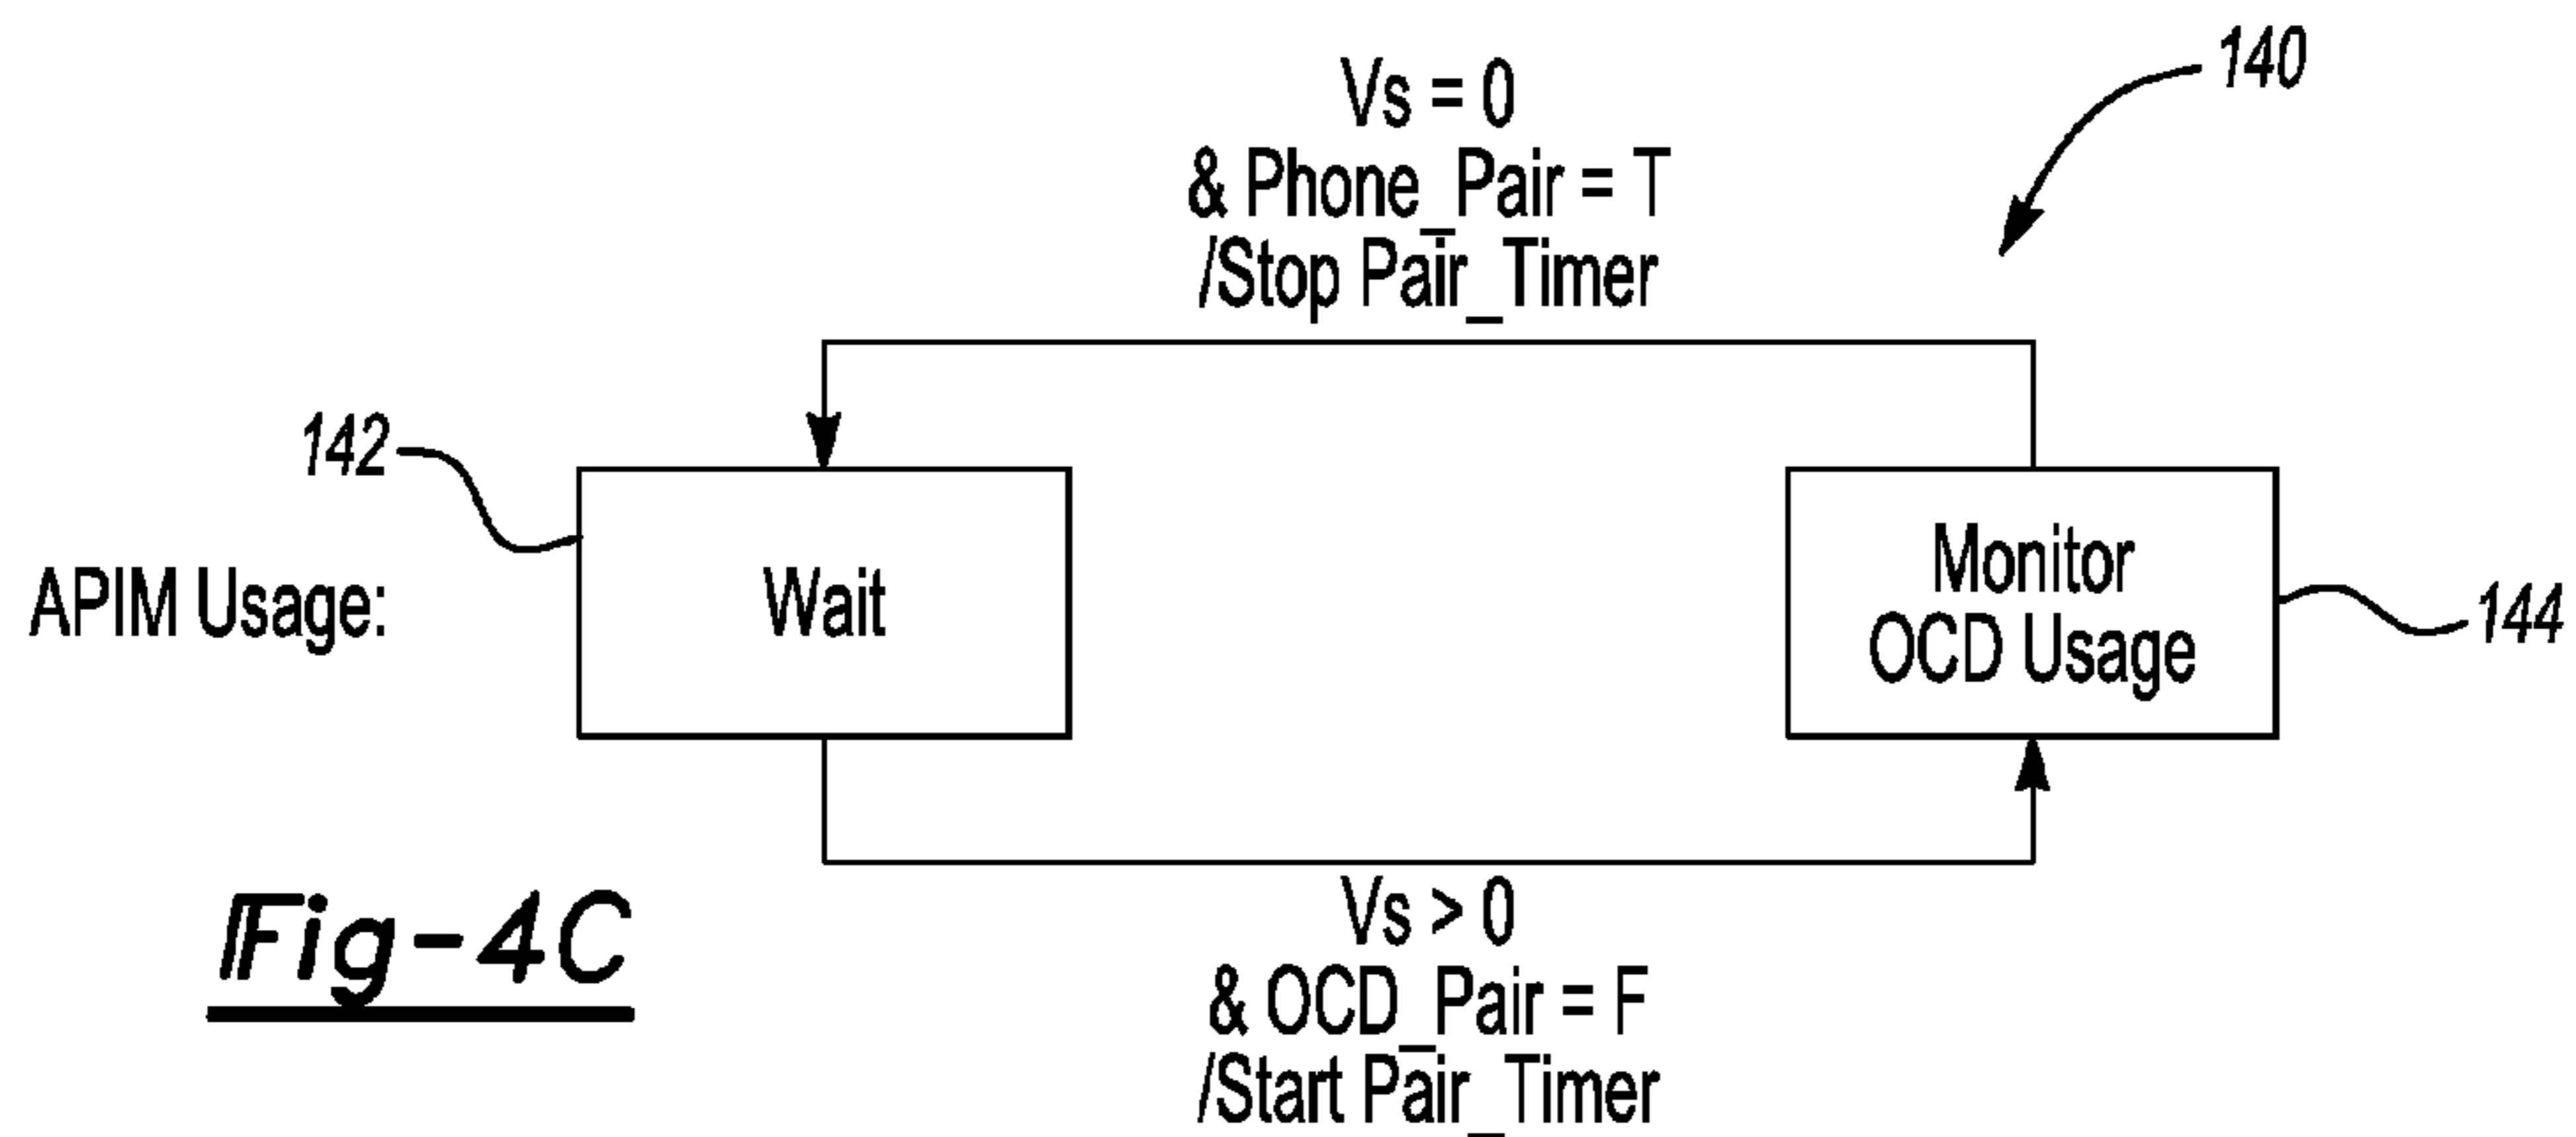 140
Vs = 0
& Phone_Pair = T
/Stop Pair_Timer
142
APIM Usage:
Wait
Monitor
OCD Usage
144
Vs > 0
& OCD_Pair = F
/Start Pair_Timer
Fig-4C